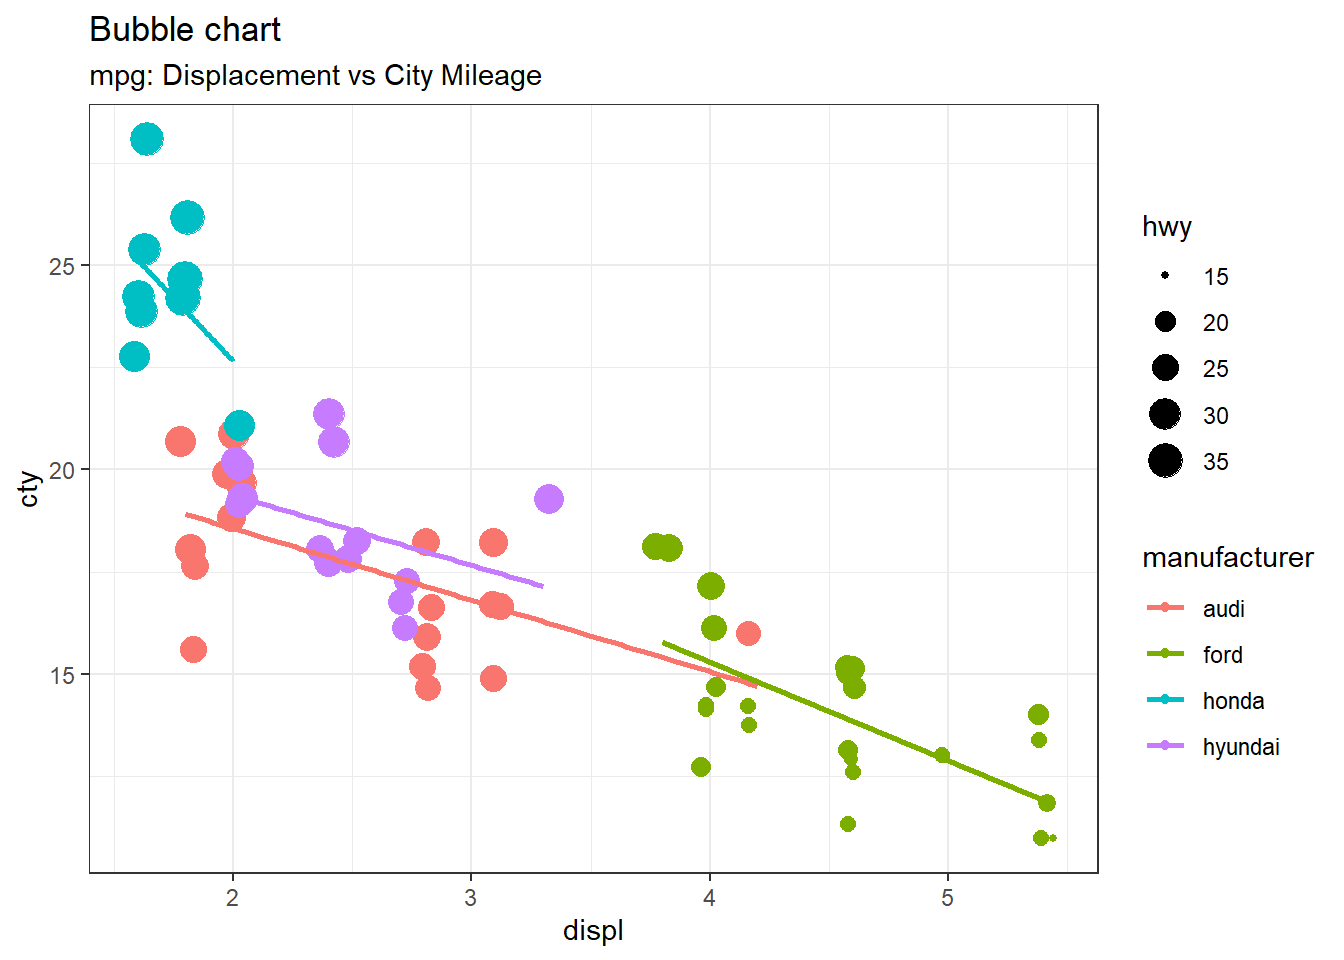 Bubble chart
mpg: Displacement vs City Mileage
25
20
15
cty
2 3 4 5
displ
hwy
15
20
25
30
35
manufacturer
audi
ford
honda
hyundai